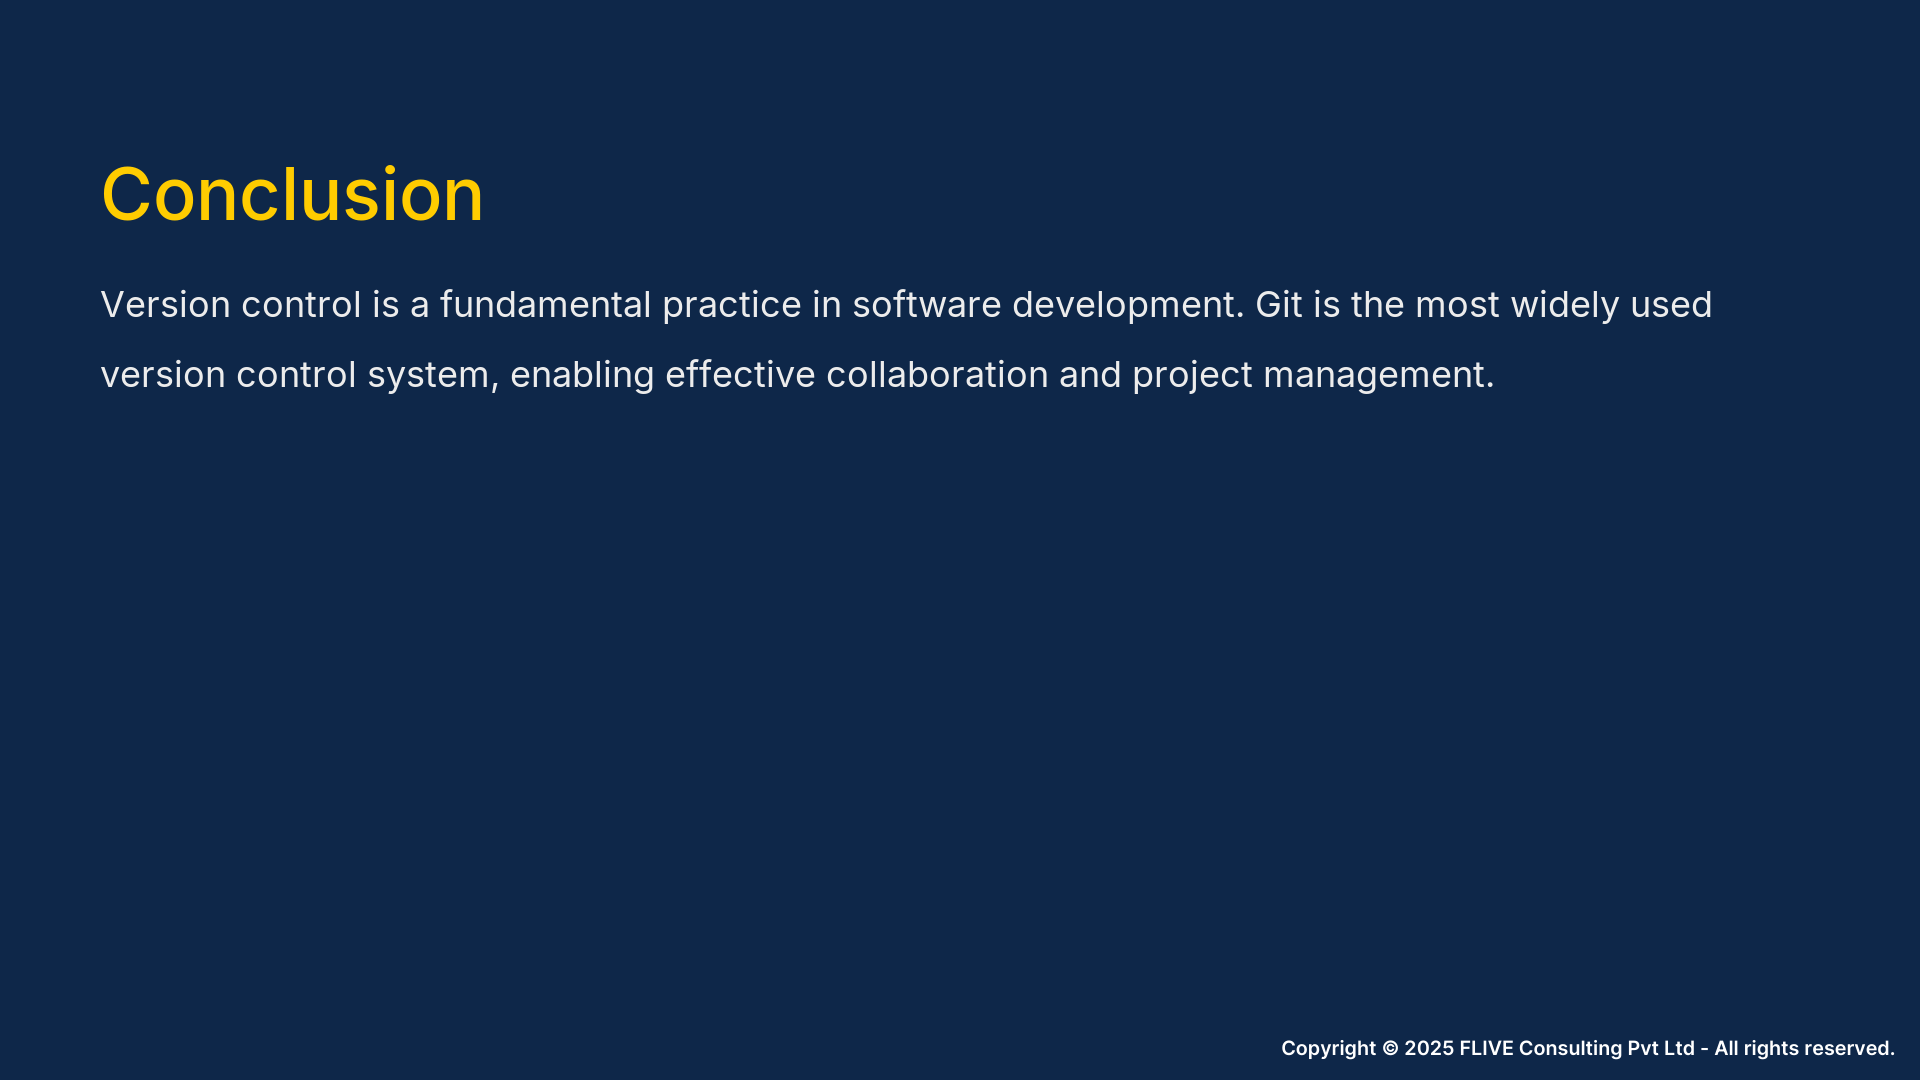 Conclusion
Version control is a fundamental practice in software development. Git is the most widely used
version control system, enabling effective collaboration and project management.
Copyright © 2025 FLIVE Consulting Pvt Ltd - All rights reserved.